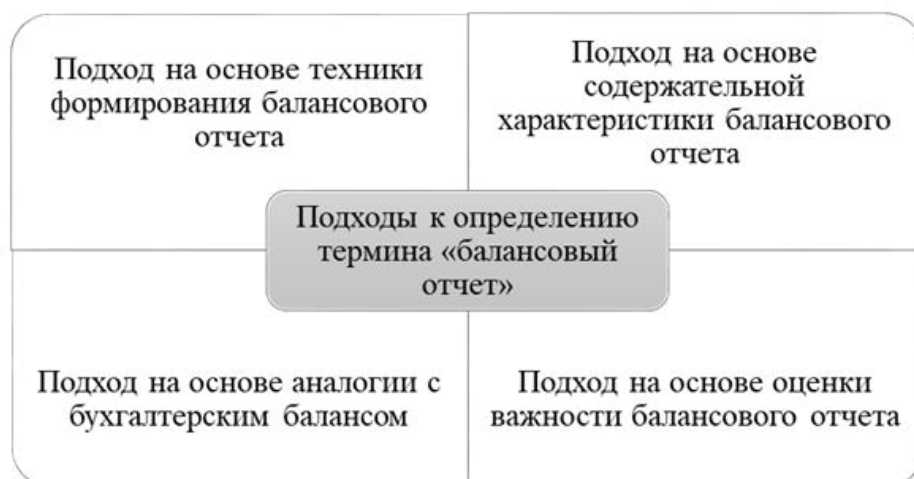 Подход на основе техники
формирования балансового
отчета
Подход на основе
содержательной
характеристики балансового
отчета
Подходы к определению
термина «балансовый
отчет»
Подход на основе аналогии с
бухгалтерским балансом
Подход на основе оценки
важности балансового отчета